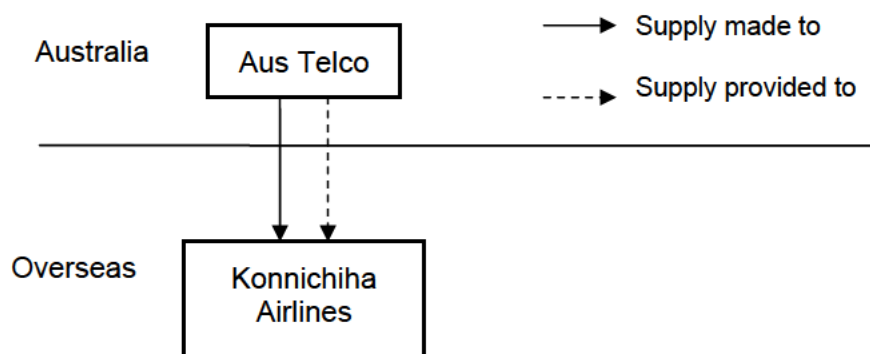 Australia
Aus Telco
Supply made to
Supply provided to
Overseas
Konnichiha
Airlines